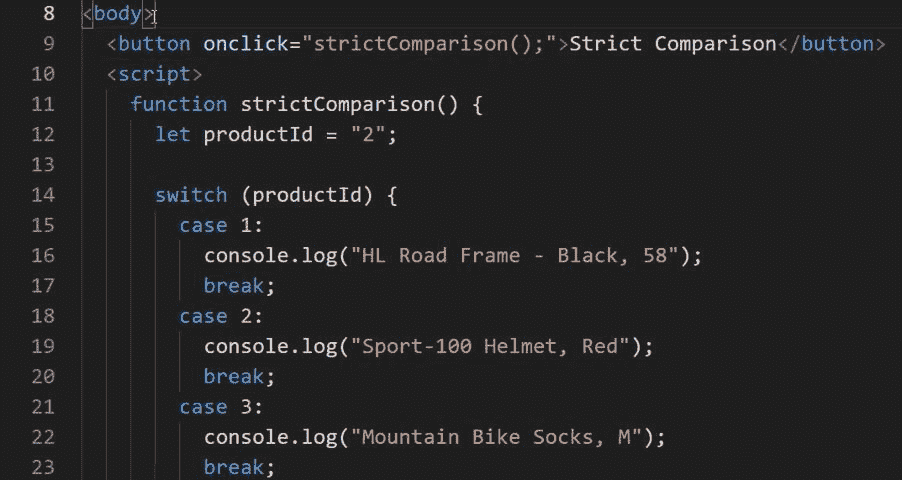 8 <body>
9 <button onclick="strictComparison();">Strict Comparison</button>
10 <script>
11 function strictComparison() {
12 let productId = "2";
13
14 switch (productId) {
15 case 1:
16 console.log("HL Road Frame - Black, 58");
17 break;
18 case 2:
19 console.log("Sport-100 Helmet, Red");
20 break;
21 case 3:
22 console.log("Mountain Bike Socks, M");
23 break;